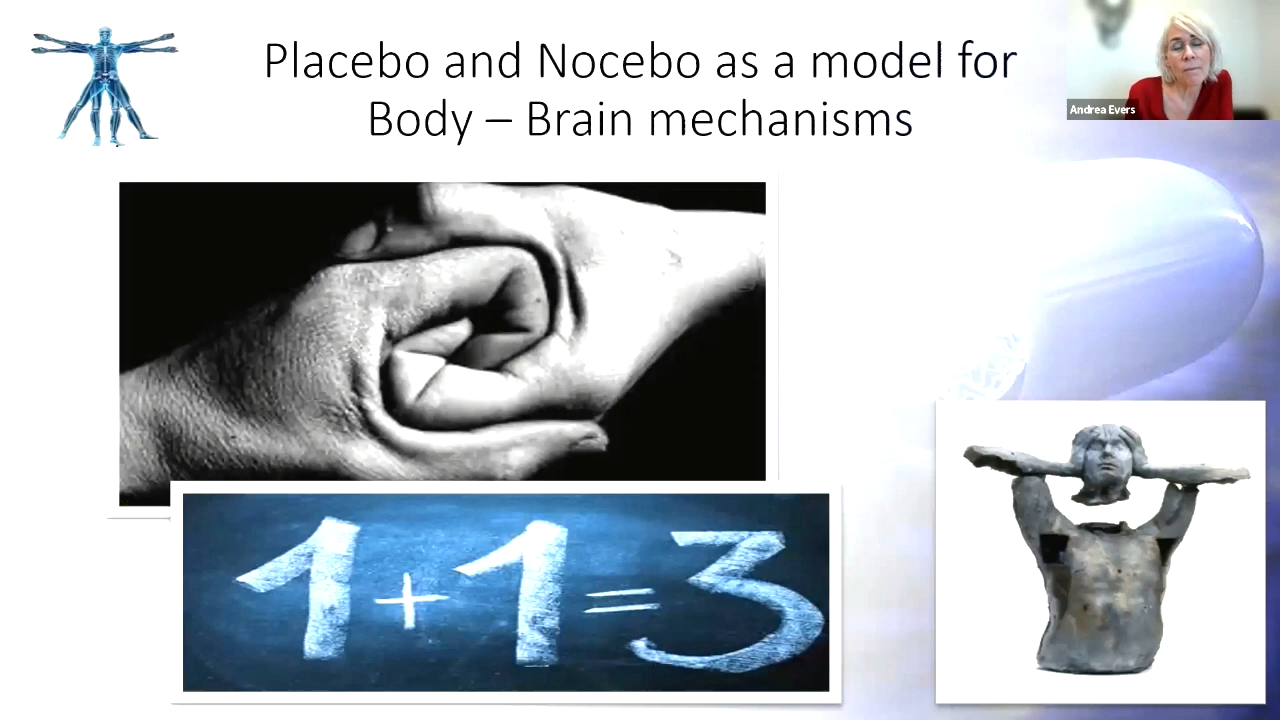 Placebo and Nocebo as a model for
Body – Brain mechanisms
Andrea Evers
1+1=3